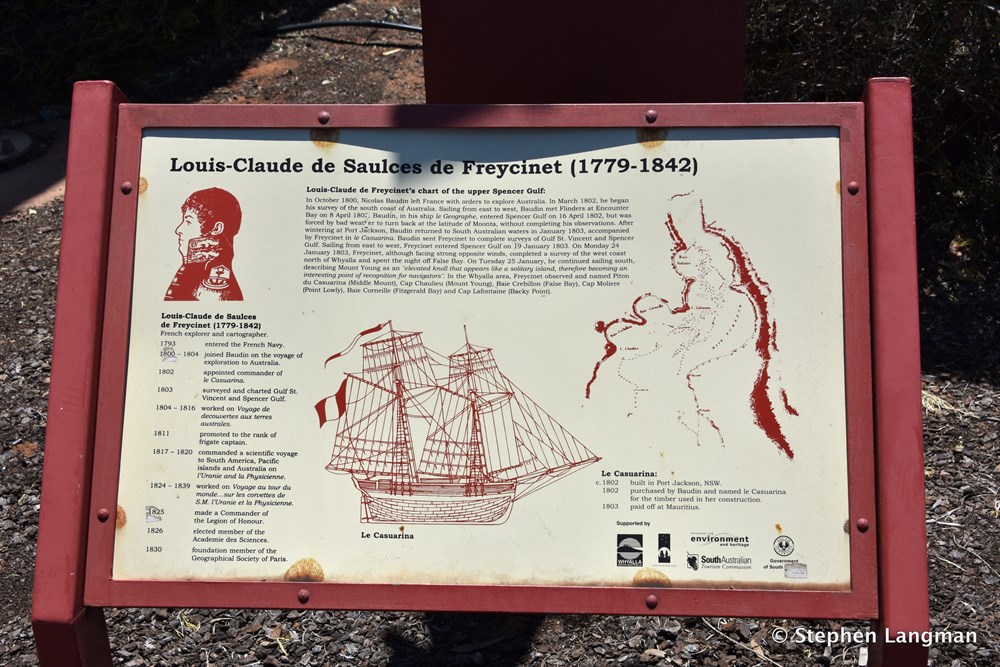 Louis-Claude de Saulces de Freycinet (1779-1842)
Louis-Claude de Freycinet's chart of the upper Spencer Gulf:
In October 1800, Nicolas Baudin left France with orders to explore Australia. In March 1802, he began
his survey of the south coast of Australia. Sailing from east to west, Baudin met Flinders at Encounter
Bay on 8 April 1802. Baudin, in his ship le Geographe, entered Spencer Gulf on 16 April 1802, but was
forced by bad weather to turn back at the latitude of Moonta, without completing his observations. After
wintering at Port Jackson, Baudin returned to South Australian waters in January 1803, accompanied
by Freycinet in le Casuarina. Baudin sent Freycinet to complete surveys of Gulf St. Vincent and Spencer
Gulf. Sailing from east to west, Freycinet entered Spencer Gulf on 19 January 1803. On Monday 24
January 1803, Freycinet, although facing strong opposite winds, completed a survey of the west coast
north of Whyalla and spent the night off False Bay. On Tuesday 25 January, he continued sailing south,
describing Mount Young as an "elevated knoll that appears like a solitary island, therefore becoming an
interesting point of recognition for navigators". In the Whyalla area, Freycinet observed and named Piton
du Casuarina (Middle Mount), Cap Chaulieu (Mount Young), Baie Crebillon (False Bay), Cap Moliere
(Point Lowly), Baie Corneille (Fitzgerald Bay) and Cap Lafontaine (Backy Point).
Louis-Claude de Saulces
de Freycinet (1779-1842)
French explorer and cartographer.
1793 entered the French Navy.
1800 – 1804 joined Baudin on the voyage of
exploration to Australia.
1802 appointed commander of
le Casuarina.
1803 surveyed and charted Gulf St.
Vincent and Spencer Gulf.
1804 – 1816 worked on Voyage de
decouvertes aux terres
australes.
1811 promoted to the rank of
frigate captain.
1817 – 1820 commanded a scientific voyage
to South America, Pacific
islands and Australia on
l'Uranie and la Physicienne.
1824 – 1839 worked on Voyage au tour du
monde...sur les corvettes de
S.M. l'Uranie et la Physicienne.
1825 made a Commander of
the Legion of Honour.
1826 elected member of the
Academie des Sciences.
1830 foundation member of the
Geographical Society of Paris.
Le Casuarina
Le Casuarina:
c.1802 built in Port Jackson, NSW.
1802 purchased by Baudin and named le Casuarina
for the timber used in her construction.
1803 paid off at Mauritius.
Supported by
WHYALLA
environment
and heritage
SouthAustralian
Tourism Commission
Government
of South
© Stephen Langman